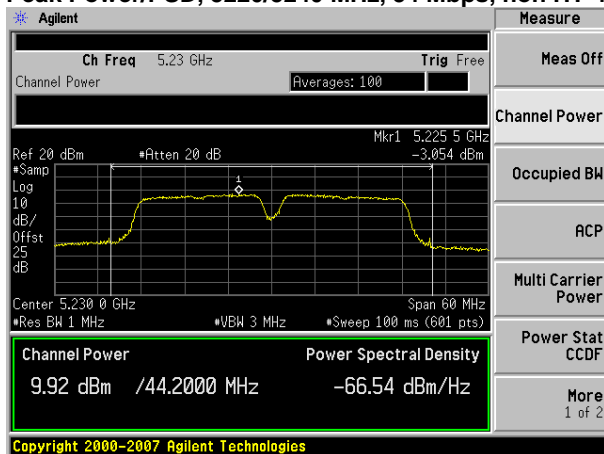 Agilent
Measure
Ch Freq 5.23 GHz Trig Free
Channel Power Averages: 100
Mkr1 5.225 5 GHz
Ref 20 dBm #Atten 20 dB -3.054 dBm
#Samp
Log
10
dB/
Offst
25
dB
1
Center 5.230 0 GHz Span 60 MHz
#Res BW 1 MHz #VBW 3 MHz #Sweep 100 ms (601 pts)
Channel Power Power Spectral Density
9.92 dBm /44.2000 MHz -66.54 dBm/Hz
Meas Off
Channel Power
Occupied BW
ACP
Multi Carrier
Power
Power Stat
CCDF
More
1 of 2
Copyright 2000-2007 Agilent Technologies